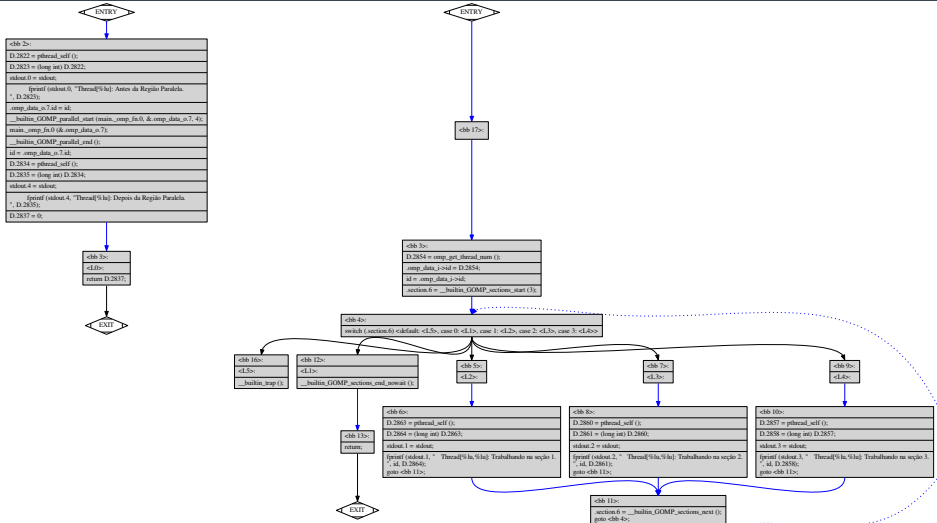 ENTRY
<bb 2>:
D.2822 = pthread_self ();
D.2823 = (long int) D.2822;
stdout.0 = stdout;
fprintf (stdout.0, "Thread[%lu]: Antes da Região Paralela.
", D.2823);
.omp_data_o.7.id = id;
__builtin_GOMP_parallel_start (main._omp_fn.0, &.omp_data_o.7, 4);
main._omp_fn.0 (&.omp_data_o.7);
__builtin_GOMP_parallel_end ();
id = .omp_data_o.7.id;
D.2834 = pthread_self ();
D.2835 = (long int) D.2834;
stdout.4 = stdout;
fprintf (stdout.4, "Thread[%lu]: Depois da Região Paralela.
", D.2835);
D.2837 = 0;
<bb 3>:
<L0>:
return D.2837;
EXIT
ENTRY
<bb 17>:
<bb 3>:
D.2854 = omp_get_thread_num ();
.omp_data_i->id = D.2854;
id = .omp_data_i->id;
.section.6 = __builtin_GOMP_sections_start (3);
<bb 4>:
switch (.section.6) <default: <L5>, case 0: <L1>, case 1: <L2>, case 2: <L3>, case 3: <L4>>
<bb 16>:
<L5>:
__builtin_trap ();
<bb 12>:
<L1>:
__builtin_GOMP_sections_end_nowait ();
<bb 13>:
return;
EXIT
<bb 5>:
<L2>:
<bb 6>:
D.2863 = pthread_self ();
D.2864 = (long int) D.2863;
stdout.1 = stdout;
fprintf (stdout.1, " Thread[%lu,%lu]: Trabalhando na seção 1.
", id, D.2864);
goto <bb 11>;
<bb 7>:
<L3>:
<bb 8>:
D.2860 = pthread_self ();
D.2861 = (long int) D.2860;
stdout.2 = stdout;
fprintf (stdout.2, " Thread[%lu,%lu]: Trabalhando na seção 2.
", id, D.2861);
goto <bb 11>;
<bb 9>:
<L4>:
<bb 10>:
D.2857 = pthread_self ();
D.2858 = (long int) D.2857;
stdout.3 = stdout;
fprintf (stdout.3, " Thread[%lu,%lu]: Trabalhando na seção 3.
", id, D.2858);
goto <bb 11>;
<bb 11>:
.section.6 = __builtin_GOMP_sections_next ();
goto <bb 4>;